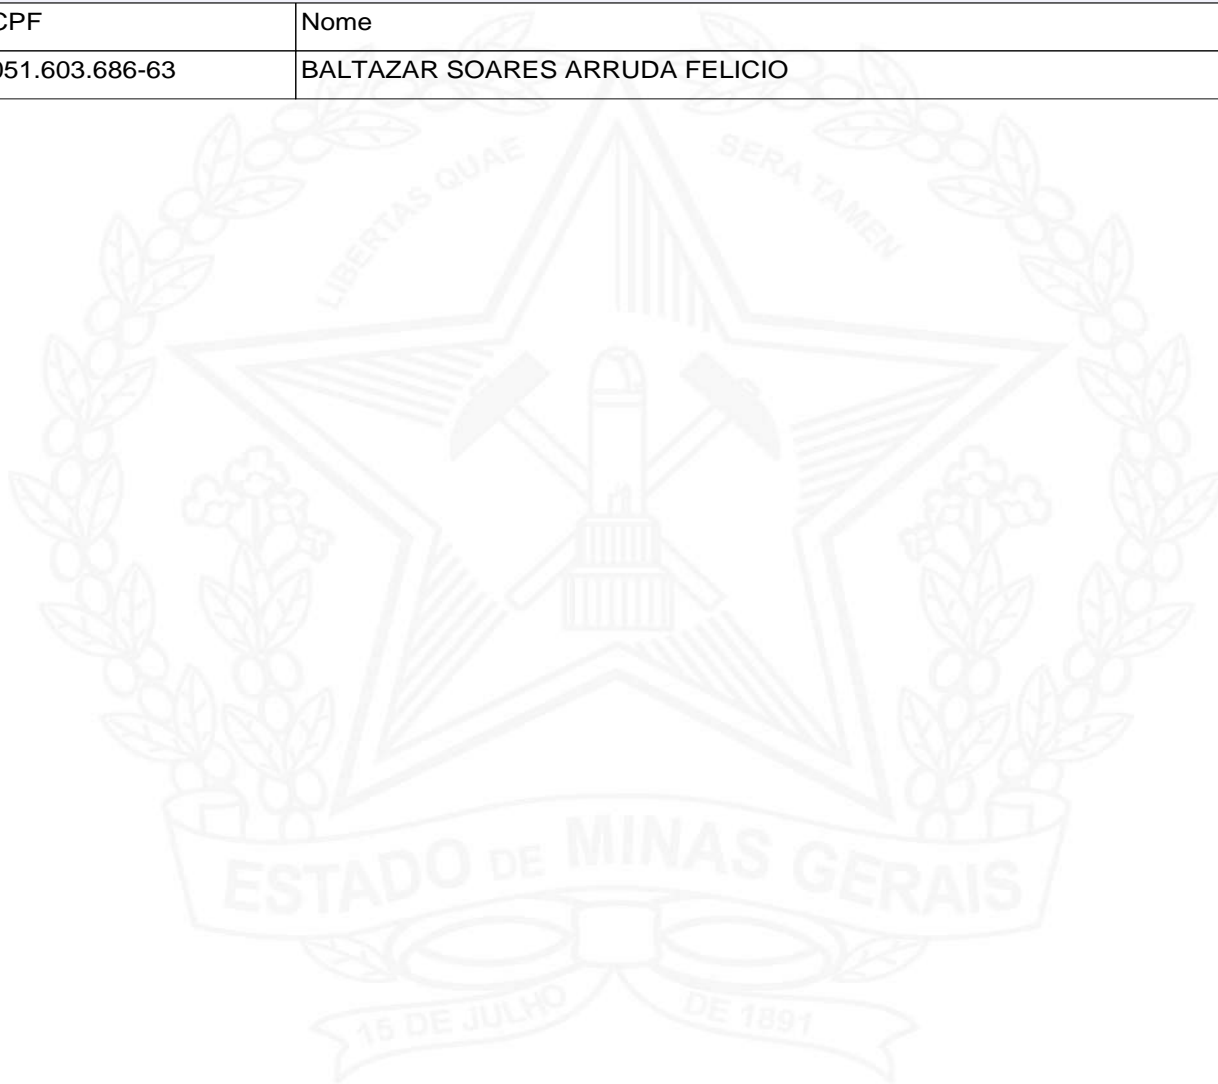 CPF Nome
051.603.686-63 BALTAZAR SOARES ARRUDA FELICIO
LIBERTAS QUAE SERA TAMEN
ESTADO DE MINAS GERAIS
15 DE JULHO DE 1891